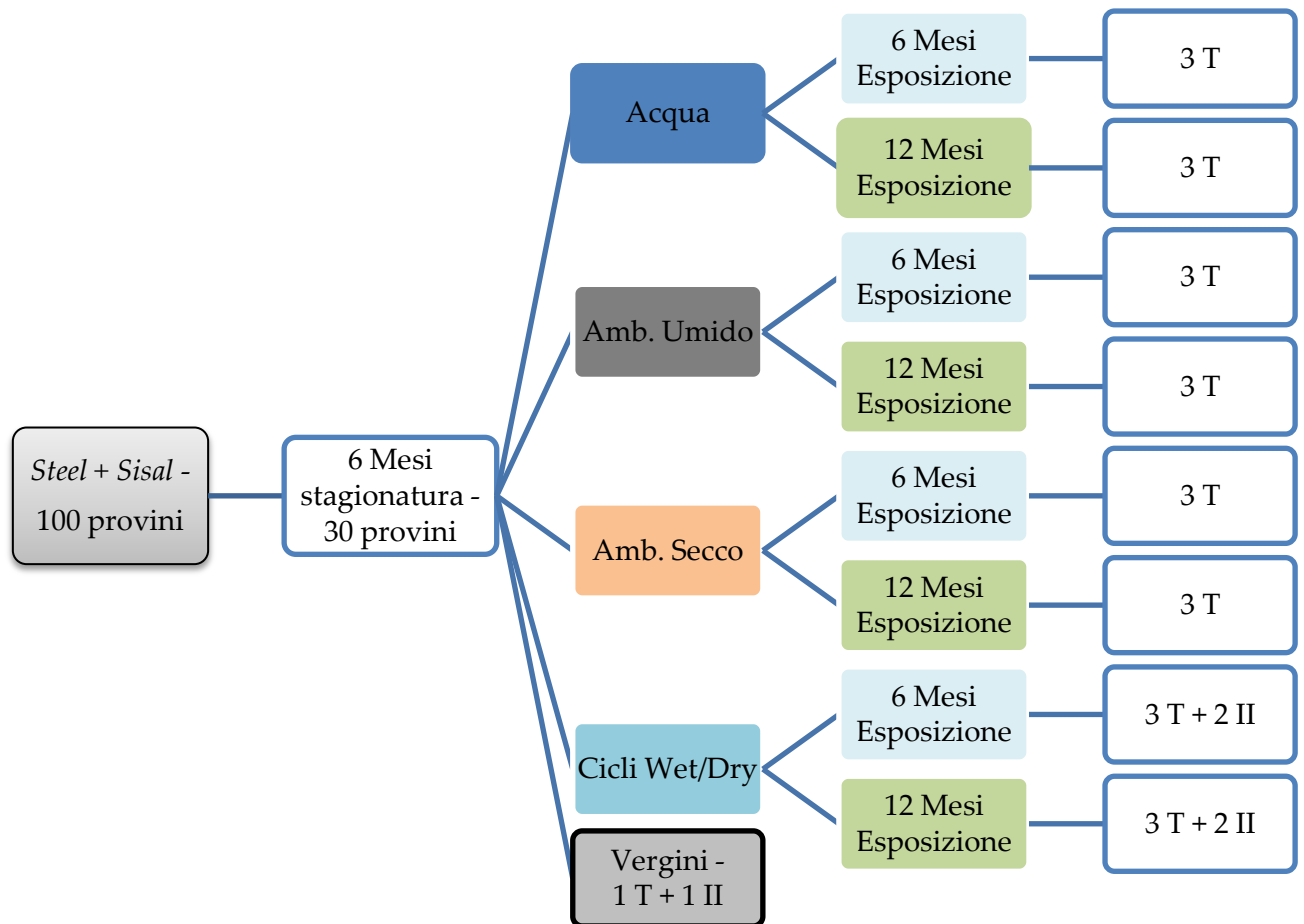 Steel + Sisal -
100 provini
6 Mesi
stagionatura -
30 provini
Acqua
6 Mesi
Esposizione
3 T
12 Mesi
Esposizione
3 T
Amb. Umido
6 Mesi
Esposizione
3 T
12 Mesi
Esposizione
3 T
Amb. Secco
6 Mesi
Esposizione
3 T
12 Mesi
Esposizione
3 T
Cicli Wet/Dry
6 Mesi
Esposizione
3 T + 2 II
12 Mesi
Esposizione
3 T + 2 II
Vergini -
1 T + 1 II